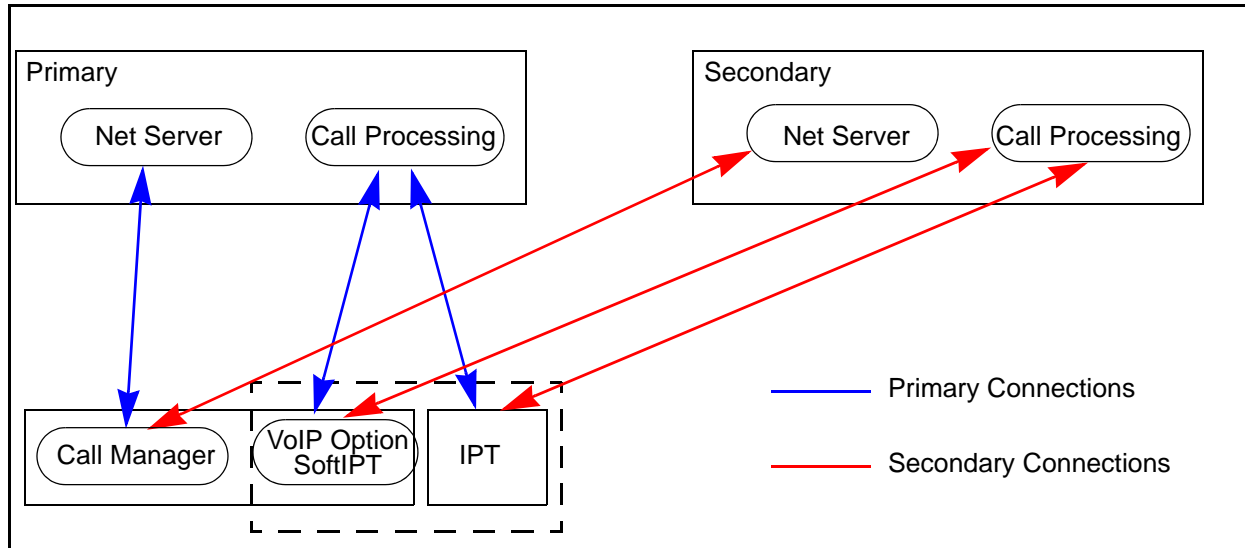 Primary
Net Server
Call Processing
Secondary
Net Server
Call Processing
Call Manager
VoIP Option
SoftIPT
IPT
Primary Connections
Secondary Connections